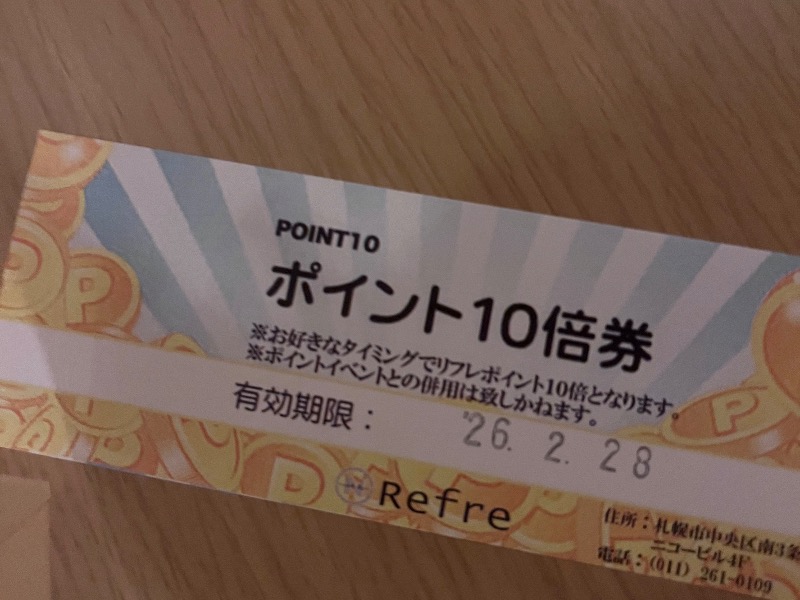 POINT10
ポイント10倍券
※お好きなタイミングでリフレポイント10倍となります。
※ポイントイベントとの併用は致しかねます。
有効期限：　'26. 2. 28
Refre
住所：札幌市中央区南3条
ニコービル4F
電話：(011) 261-0109